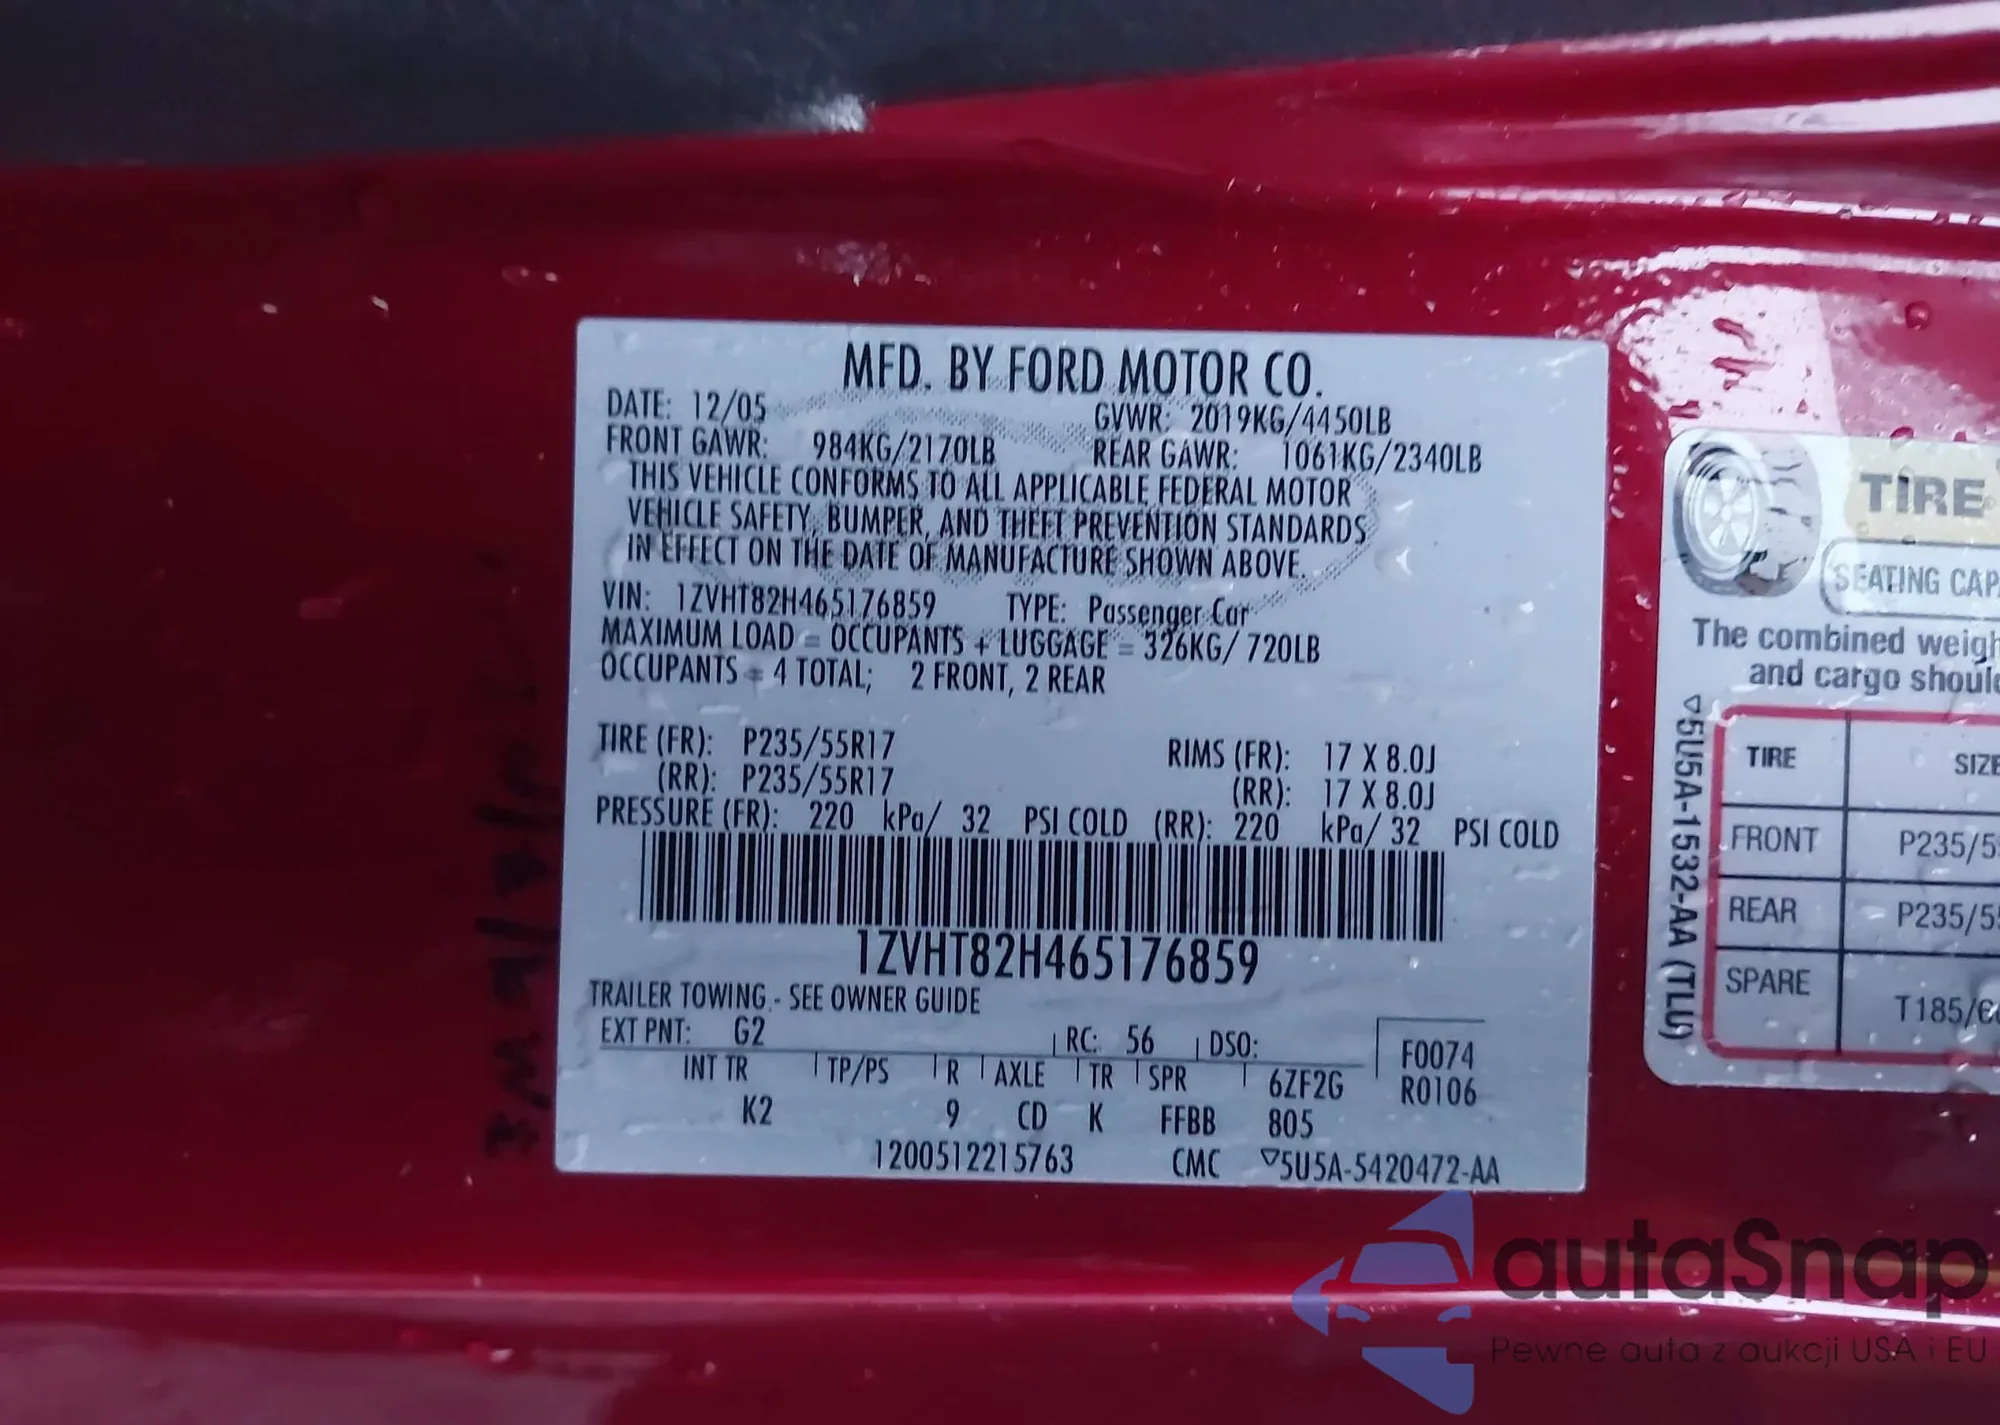 MFD. BY FORD MOTOR CO.
DATE: 12/05 GVWR: 2019KG/4450LB
FRONT GAWR: 984KG/2170LB REAR GAWR: 1061KG/2340LB
THIS VEHICLE CONFORMS TO ALL APPLICABLE FEDERAL MOTOR
VEHICLE SAFETY, BUMPER, AND THEFT PREVENTION STANDARDS
IN EFFECT ON THE DATE OF MANUFACTURE SHOWN ABOVE.
VIN: 1ZVHT82H465176859 TYPE: Passenger Car
MAXIMUM LOAD = OCCUPANTS + LUGGAGE = 326KG/ 720LB
OCCUPANTS = 4 TOTAL; 2 FRONT, 2 REAR
TIRE (FR): P235/55R17 RIMS (FR): 17 X 8.0J
(RR): P235/55R17 (RR): 17 X 8.0J
PRESSURE (FR): 220 kPa/ 32 PSI COLD (RR): 220 kPa/ 32 PSI COLD
1ZVHT82H465176859
TRAILER TOWING - SEE OWNER GUIDE
EXT PNT: G2 RC: 56 DSO: F0074
INT TR TP/PS R AXLE TR SPR 6ZF2G R0106
K2 9 CD K FFBB 805
1200512215763 CMC ▽5U5A-5420472-AA
TIRE
SEATING CAP
The combined weigh
and cargo shoul
▽5U5A-1532-AA (TLU)
TIRE SIZE
FRONT P235/5
REAR P235/5
SPARE T185/6
autaSnap
Pewne auta z aukcji USA i EU